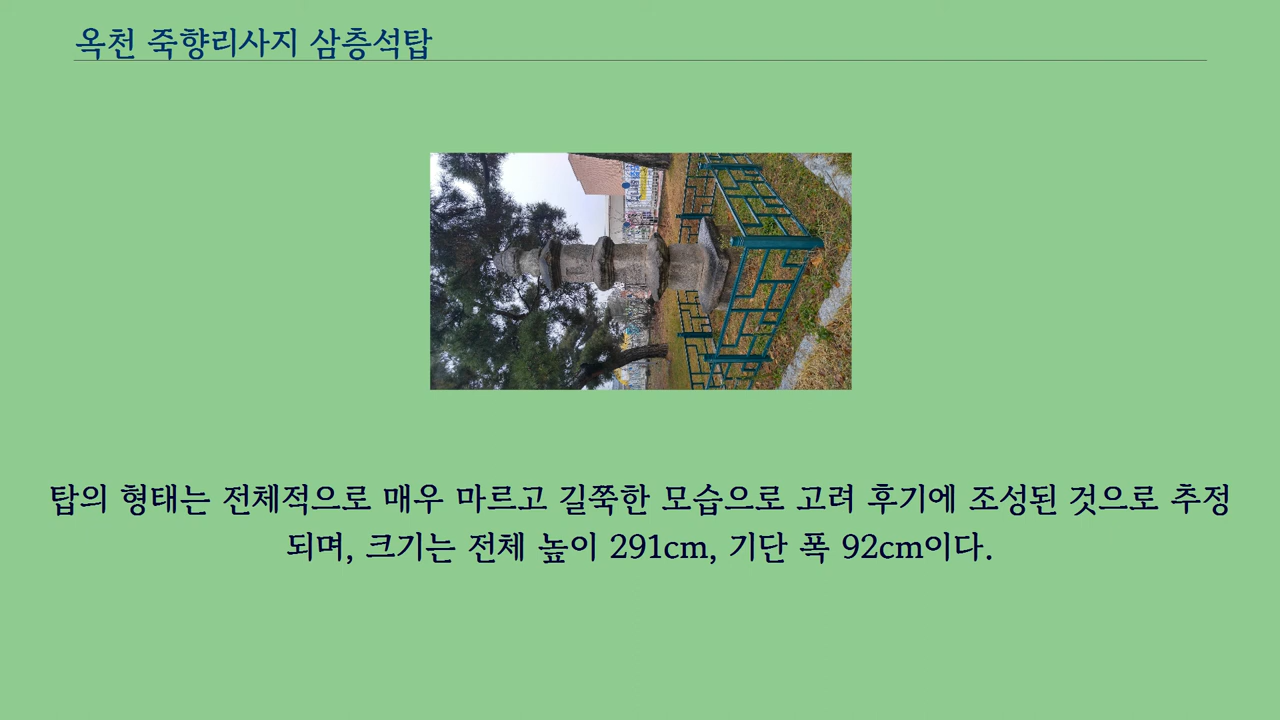 옥천 죽향리사지 삼층석탑
탑의 형태는 전체적으로 매우 마르고 길쭉한 모습으로 고려 후기에 조성된 것으로 추정
되며, 크기는 전체 높이 291cm, 기단 폭 92cm이다.